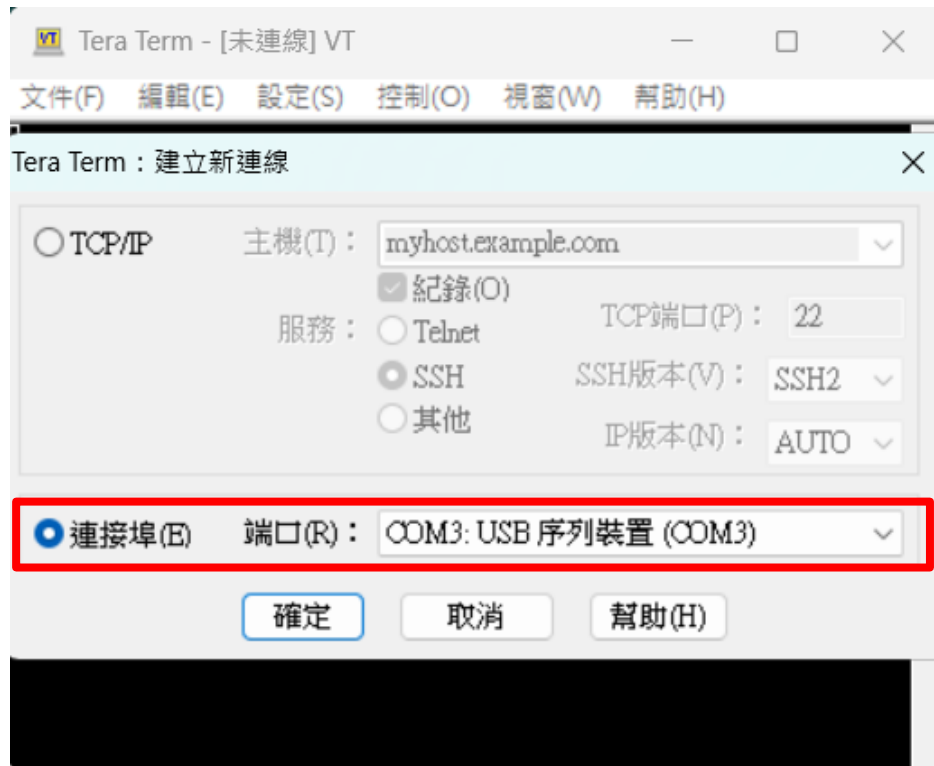 VT Tera Term - [未連線] VT
文件(F) 編輯(E) 設定(S) 控制(O) 視窗(W) 幫助(H)
Tera Term：建立新連線
TCP/IP 主機(T)： myhost.example.com
紀錄(O)
服務： Telnet TCP端口(P)： 22
SSH SSH版本(V)： SSH2
其他 IP版本(N)： AUTO
連接埠(E) 端口(R)： COM3: USB 序列裝置 (COM3)
確定 取消 幫助(H)